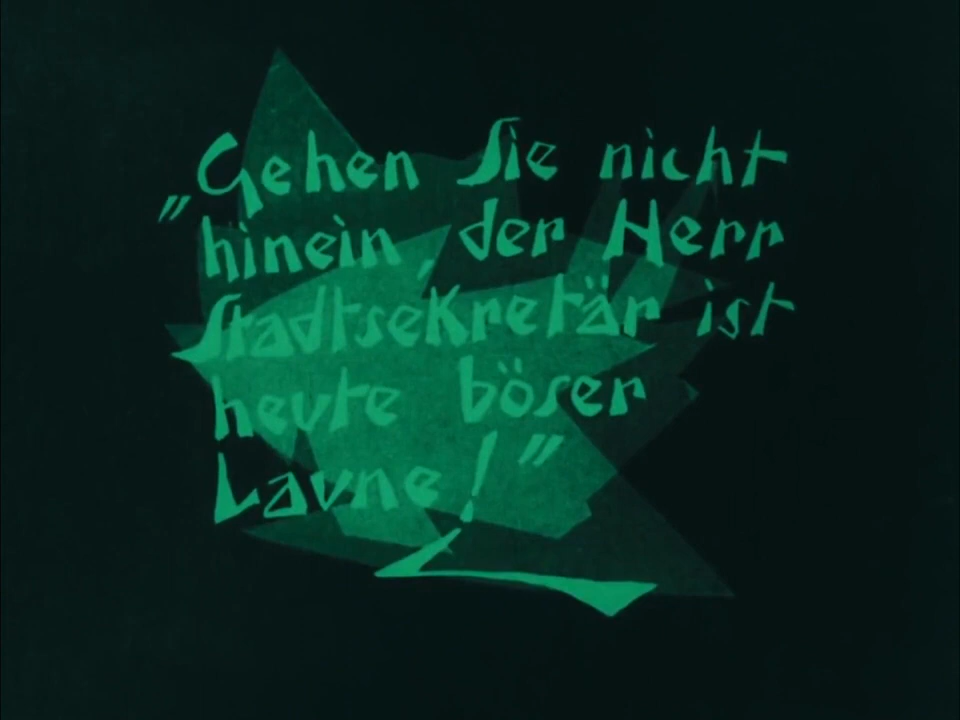 „Gehen Sie nicht
hinein, der Herr
Stadtsekretär ist
heute böser
Laune!”